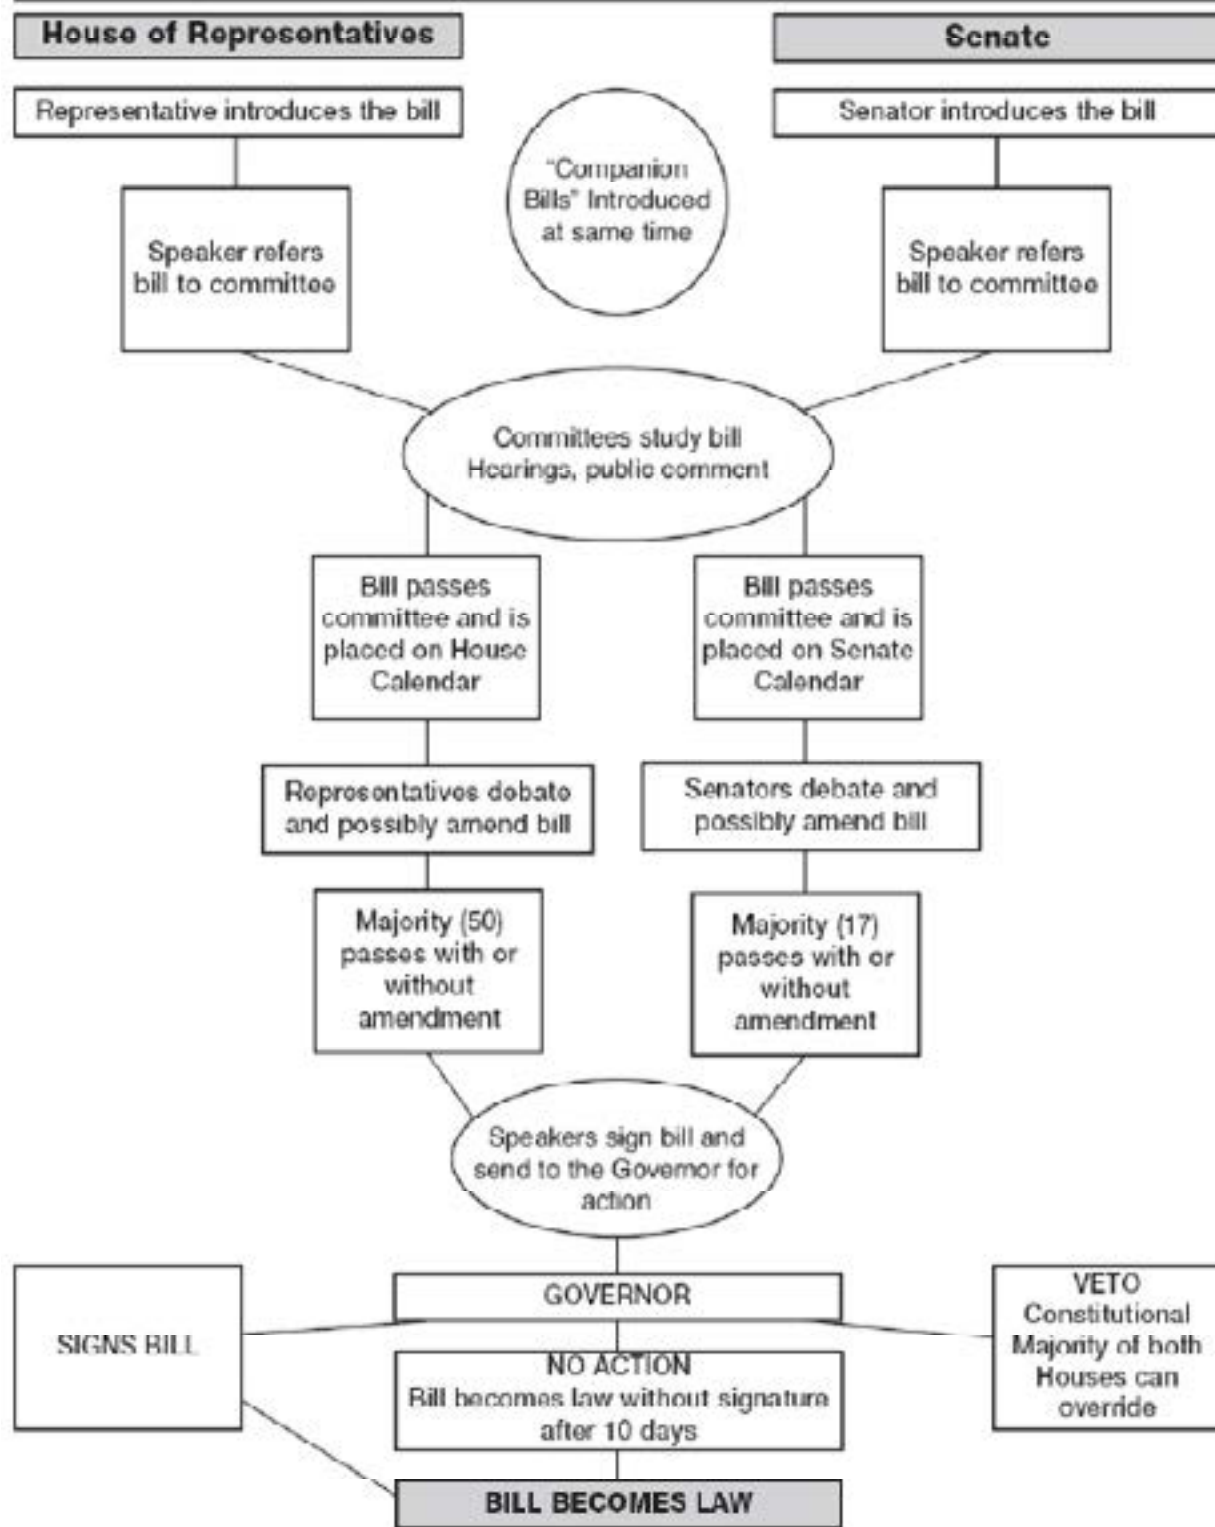 House of Representatives
Senate
Representative introduces the bill
Senator introduces the bill
"Companion
Bills" Introduced
at same time
Speaker refers
bill to committee
Speaker refers
bill to committee
Committees study bill
Hearings, public comment
Bill passes
committee and is
placed on House
Calendar
Bill passes
committee and is
placed on Senate
Calendar
Representatives debate
and possibly amend bill
Senators debate and
possibly amend bill
Majority (50)
passes with or
without
amendment
Majority (17)
passes with or
without
amendment
Speakers sign bill and
send to the Governor for
action
GOVERNOR
SIGNS BILL
NO ACTION
Bill becomes law without signature
after 10 days
VETO
Constitutional
Majority of both
Houses can
override
BILL BECOMES LAW